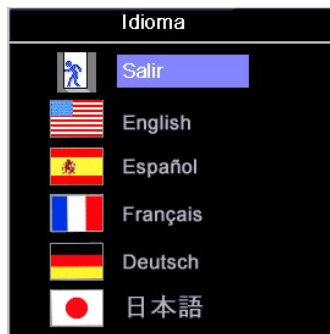 Idioma
Salir
English
Español
Français
Deutsch
日本語